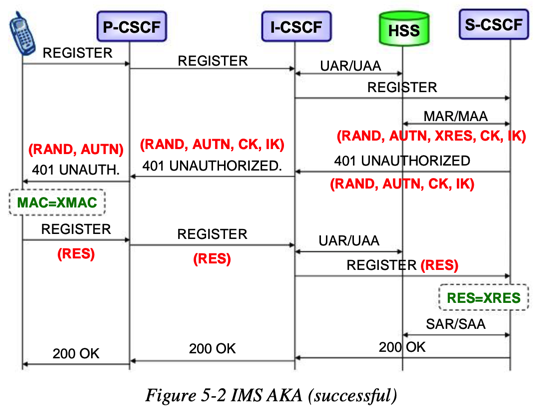 P-CSCF
I-CSCF
HSS
S-CSCF
REGISTER
REGISTER
UAR/UAA
REGISTER
MAR/MAA
(RAND, AUTN, XRES, CK, IK)
(RAND, AUTN)
(RAND, AUTN, CK, IK)
401 UNAUTH.
401 UNAUTHORIZED.
401 UNAUTHORIZED
(RAND, AUTN, CK, IK)
MAC=XMAC
REGISTER
(RES)
REGISTER
(RES)
UAR/UAA
REGISTER (RES)
RES=XRES
SAR/SAA
200 OK
200 OK
200 OK
Figure 5-2 IMS AKA (successful)